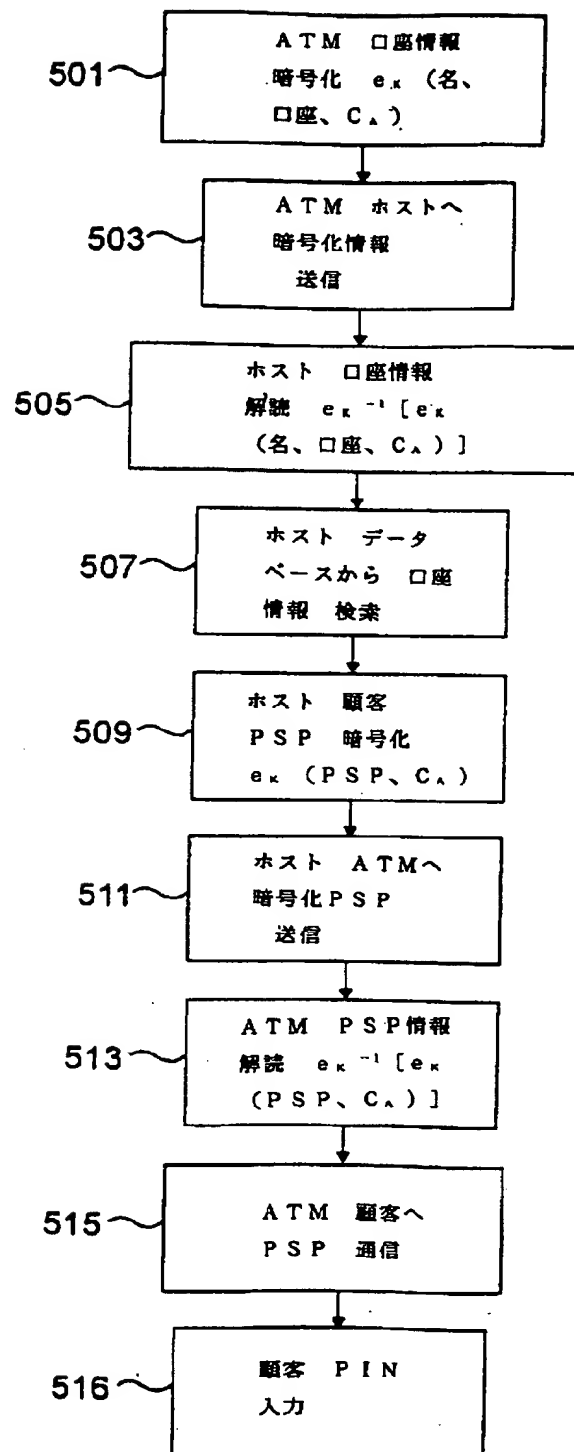 501
ATM 口座情報
暗号化 eK (名、
口座、CA)
503
ATM ホストへ
暗号化情報
送信
505
ホスト 口座情報
解読 eK⁻¹[eK
(名、口座、CA)]
507
ホスト データ
ベースから 口座
情報 検索
509
ホスト 顧客
PSP 暗号化
eK (PSP、CA)
511
ホスト ATMへ
暗号化PSP
送信
513
ATM PSP情報
解読 eK⁻¹[eK
(PSP、CA)]
515
ATM 顧客へ
PSP 通信
516
顧客 PIN
入力